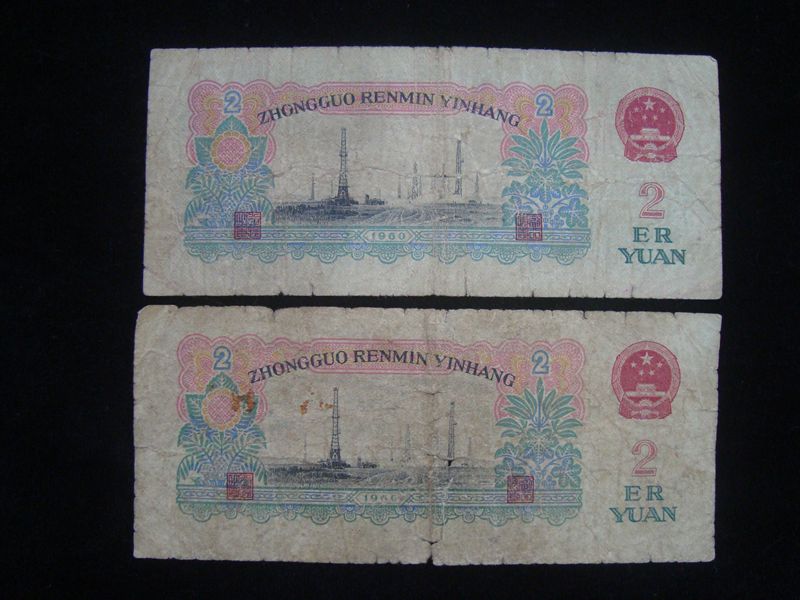 2 ZHONGGUO RENMIN YINHANG 2
2
ER
YUAN
1960
2 ZHONGGUO RENMIN YINHANG 2
2
ER
YUAN
1960